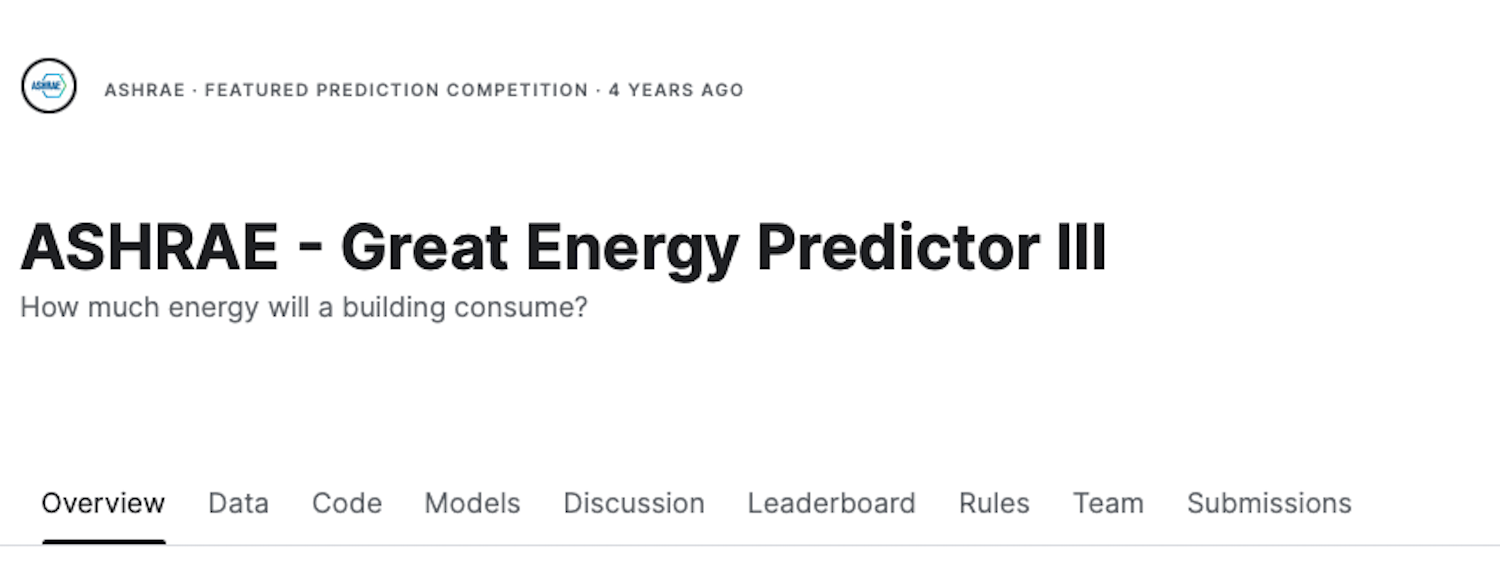 ASHRAE
ASHRAE · FEATURED PREDICTION COMPETITION · 4 YEARS AGO
ASHRAE - Great Energy Predictor III
How much energy will a building consume?
Overview Data Code Models Discussion Leaderboard Rules Team Submissions